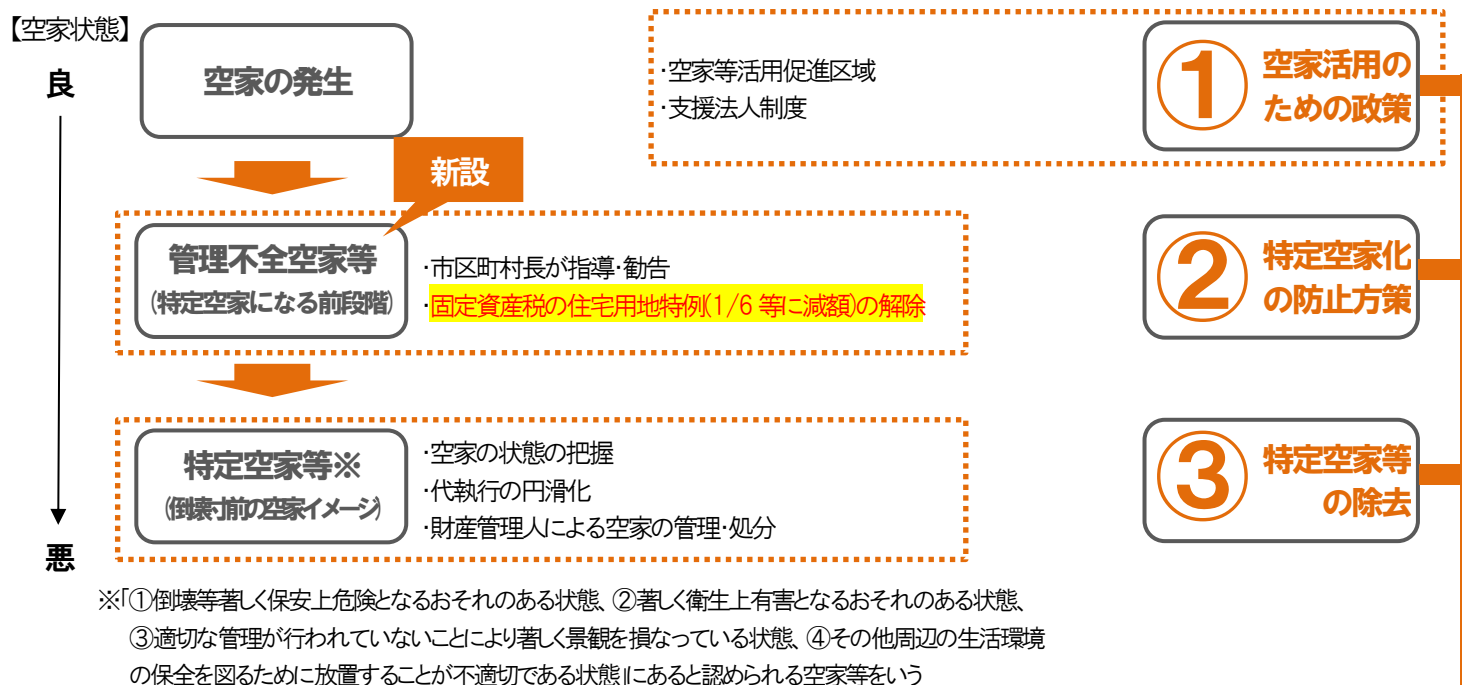 【空家状態】
良
空家の発生
・空家等活用促進区域
・支援法人制度
① 空家活用の
ための政策
新設
管理不全空家等
(特定空家になる前段階)
・市区町村長が指導・勧告
・固定資産税の住宅用地特例(1/6 等に減額)の解除
② 特定空家化
の防止方策
特定空家等※
(倒壊寸前の空家イメージ)
・空家の状態の把握
・代執行の円滑化
・財産管理人による空家の管理・処分
③ 特定空家等
の除去
悪
※「①倒壊等著しく保安上危険となるおそれのある状態、②著しく衛生上有害となるおそれのある状態、
③適切な管理が行われていないことにより著しく景観を損なっている状態、④その他周辺の生活環境
の保全を図るために放置することが不適切である状態」にあると認められる空家等をいう